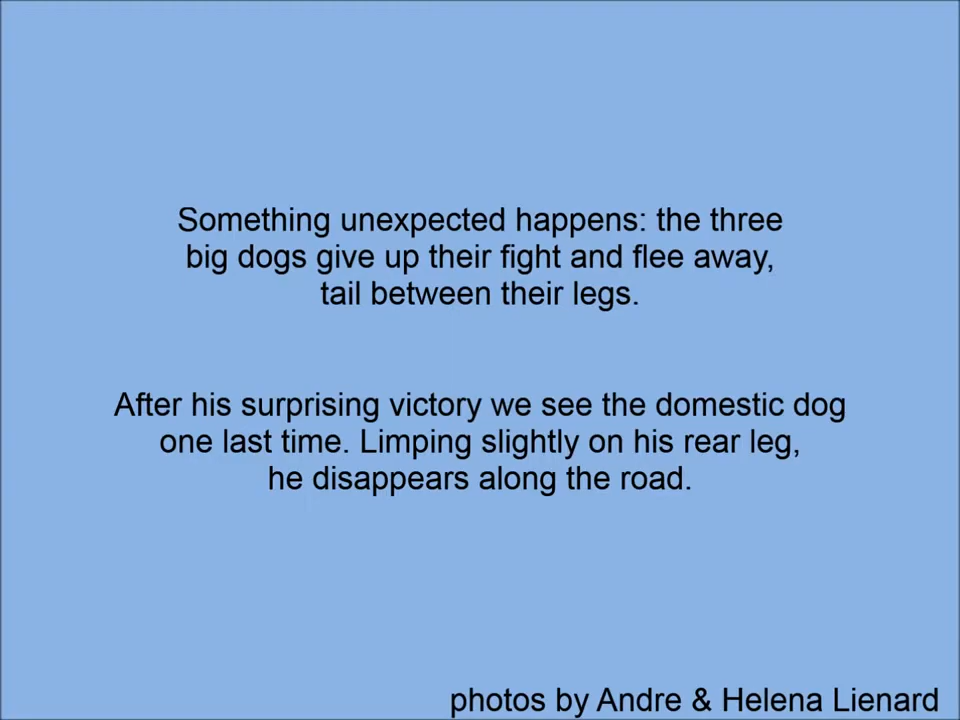 Something unexpected happens: the three
big dogs give up their fight and flee away,
tail between their legs.
After his surprising victory we see the domestic dog
one last time. Limping slightly on his rear leg,
he disappears along the road.
photos by Andre & Helena Lienard